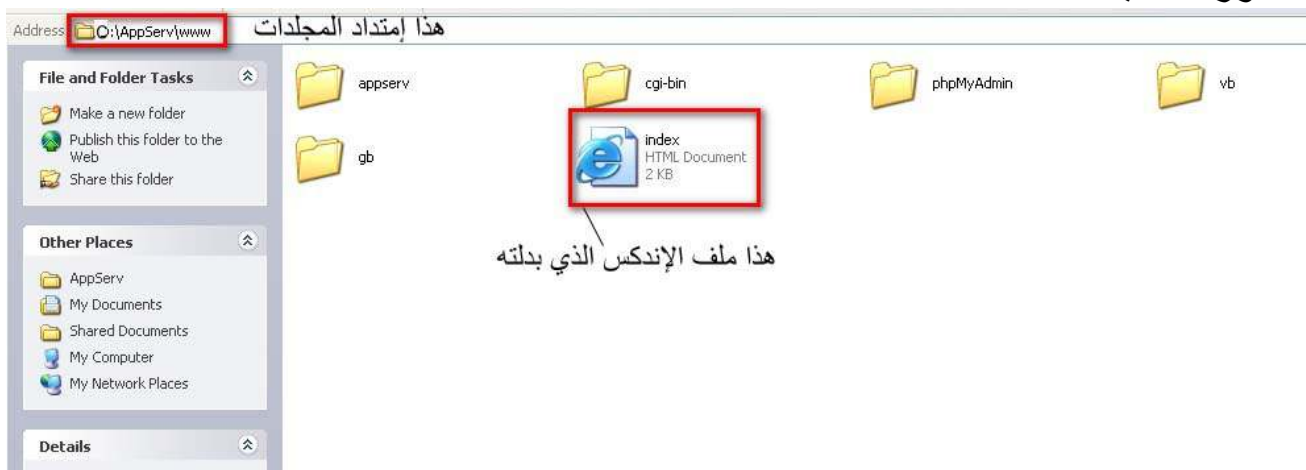 Address O:\AppServ\www هذا إمتداد المجلدات
File and Folder Tasks
Make a new folder
Publish this folder to the
Web
Share this folder
appserv
cgi-bin
phpMyAdmin
vb
gb
index
HTML Document
2 KB
هذا ملف الإندكس الذي بدلته
Other Places
AppServ
My Documents
Shared Documents
My Computer
My Network Places
Details